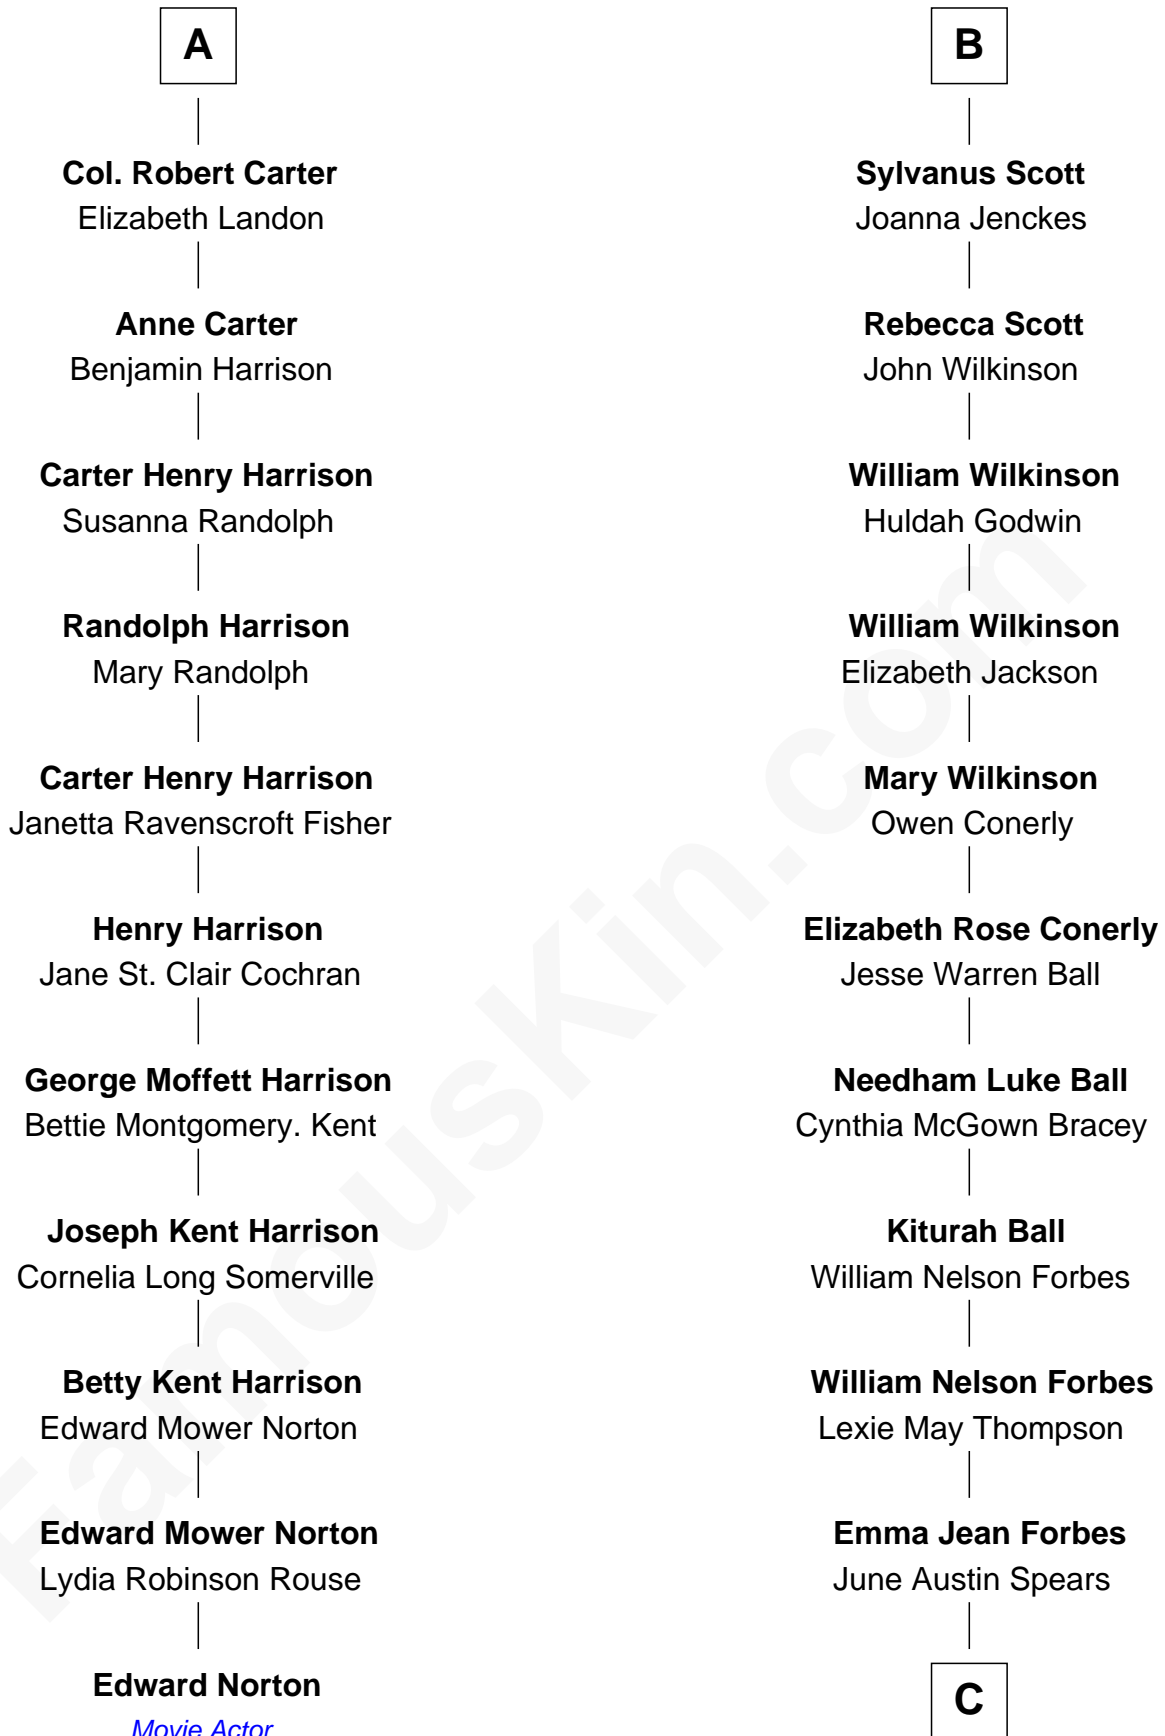 A
Col. Robert Carter
Elizabeth Landon
Anne Carter
Benjamin Harrison
Carter Henry Harrison
Susanna Randolph
Randolph Harrison
Mary Randolph
Carter Henry Harrison
Janetta Ravenscroft Fisher
Henry Harrison
Jane St. Clair Cochran
George Moffett Harrison
Bettie Montgomery. Kent
Joseph Kent Harrison
Cornelia Long Somerville
Betty Kent Harrison
Edward Mower Norton
Edward Mower Norton
Lydia Robinson Rouse
Edward Norton
Movie Actor
B
Sylvanus Scott
Joanna Jenckes
Rebecca Scott
John Wilkinson
William Wilkinson
Huldah Godwin
William Wilkinson
Elizabeth Jackson
Mary Wilkinson
Owen Conerly
Elizabeth Rose Conerly
Jesse Warren Ball
Needham Luke Ball
Cynthia McGown Bracey
Kiturah Ball
William Nelson Forbes
William Nelson Forbes
Lexie May Thompson
Emma Jean Forbes
June Austin Spears
C
FamousKin.com